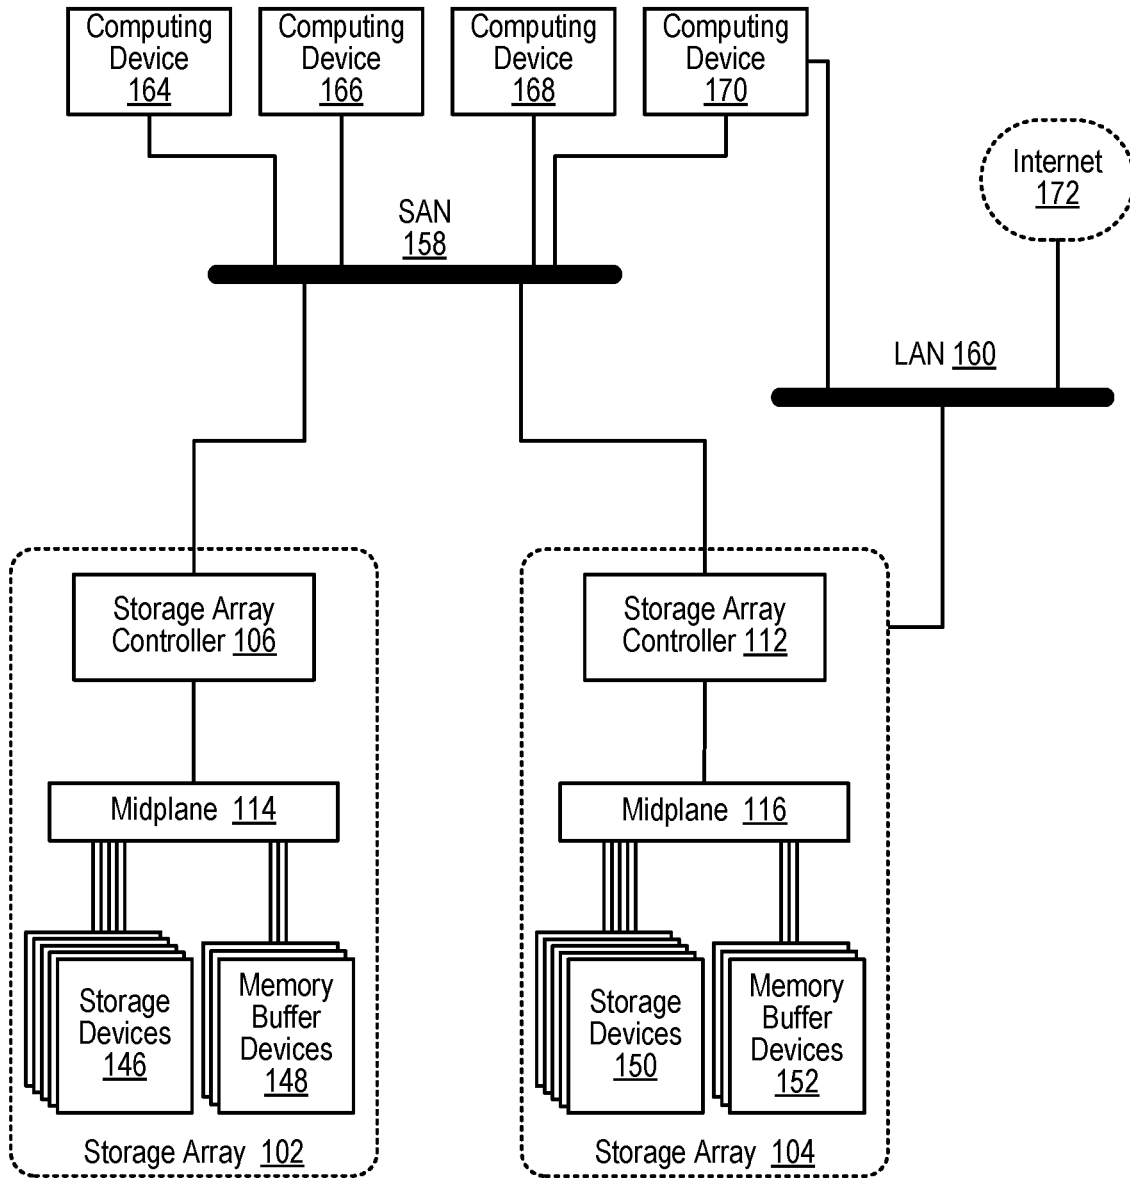 Computing
Device
164
Computing
Device
166
Computing
Device
168
Computing
Device
170
Internet
172
SAN
158
LAN 160
Storage Array
Controller 106
Storage Array
Controller 112
Midplane 114
Midplane 116
Storage
Devices
146
Memory
Buffer
Devices
148
Storage
Devices
150
Memory
Buffer
Devices
152
Storage Array 102
Storage Array 104